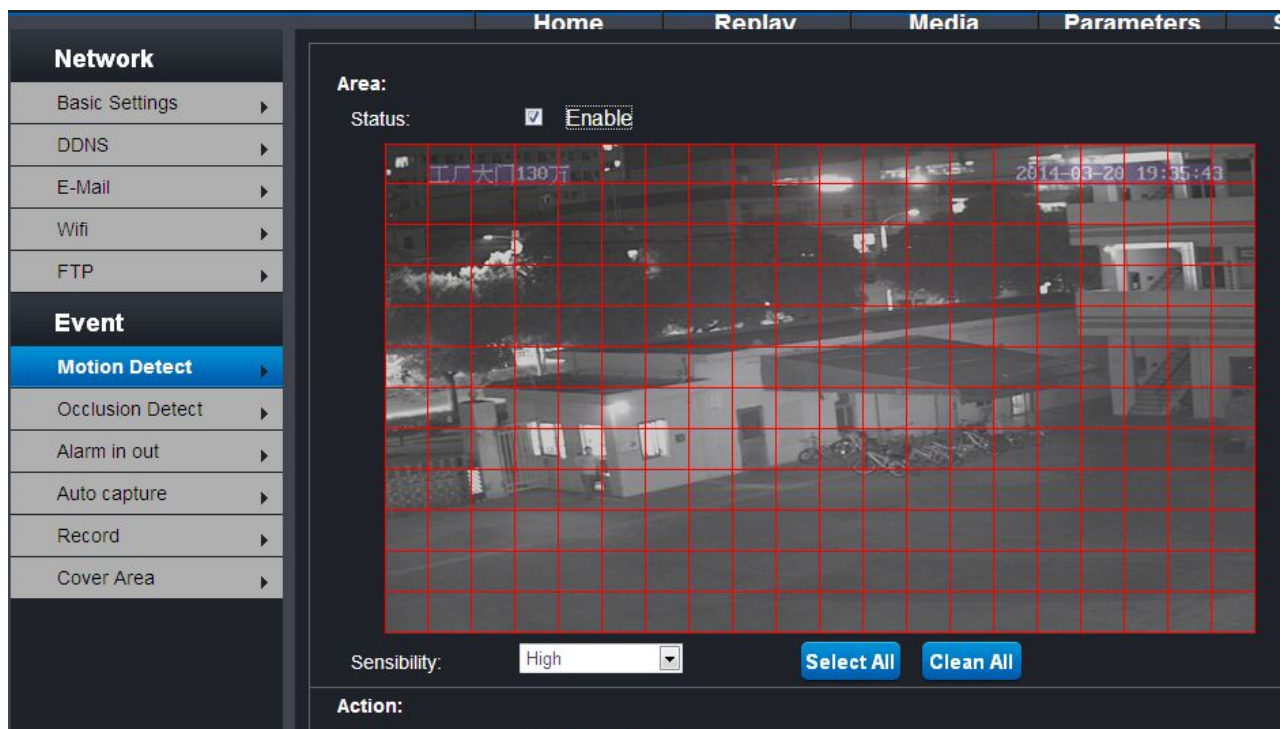 Home Replay Media Parameters
Network
Basic Settings
DDNS
E-Mail
Wifi
FTP
Event
Motion Detect
Occlusion Detect
Alarm in out
Auto capture
Record
Cover Area
Area:
Status: Enable
工厂大门130万
2014-03-20 19:35:43
Sensibility: High Select All Clean All
Action: